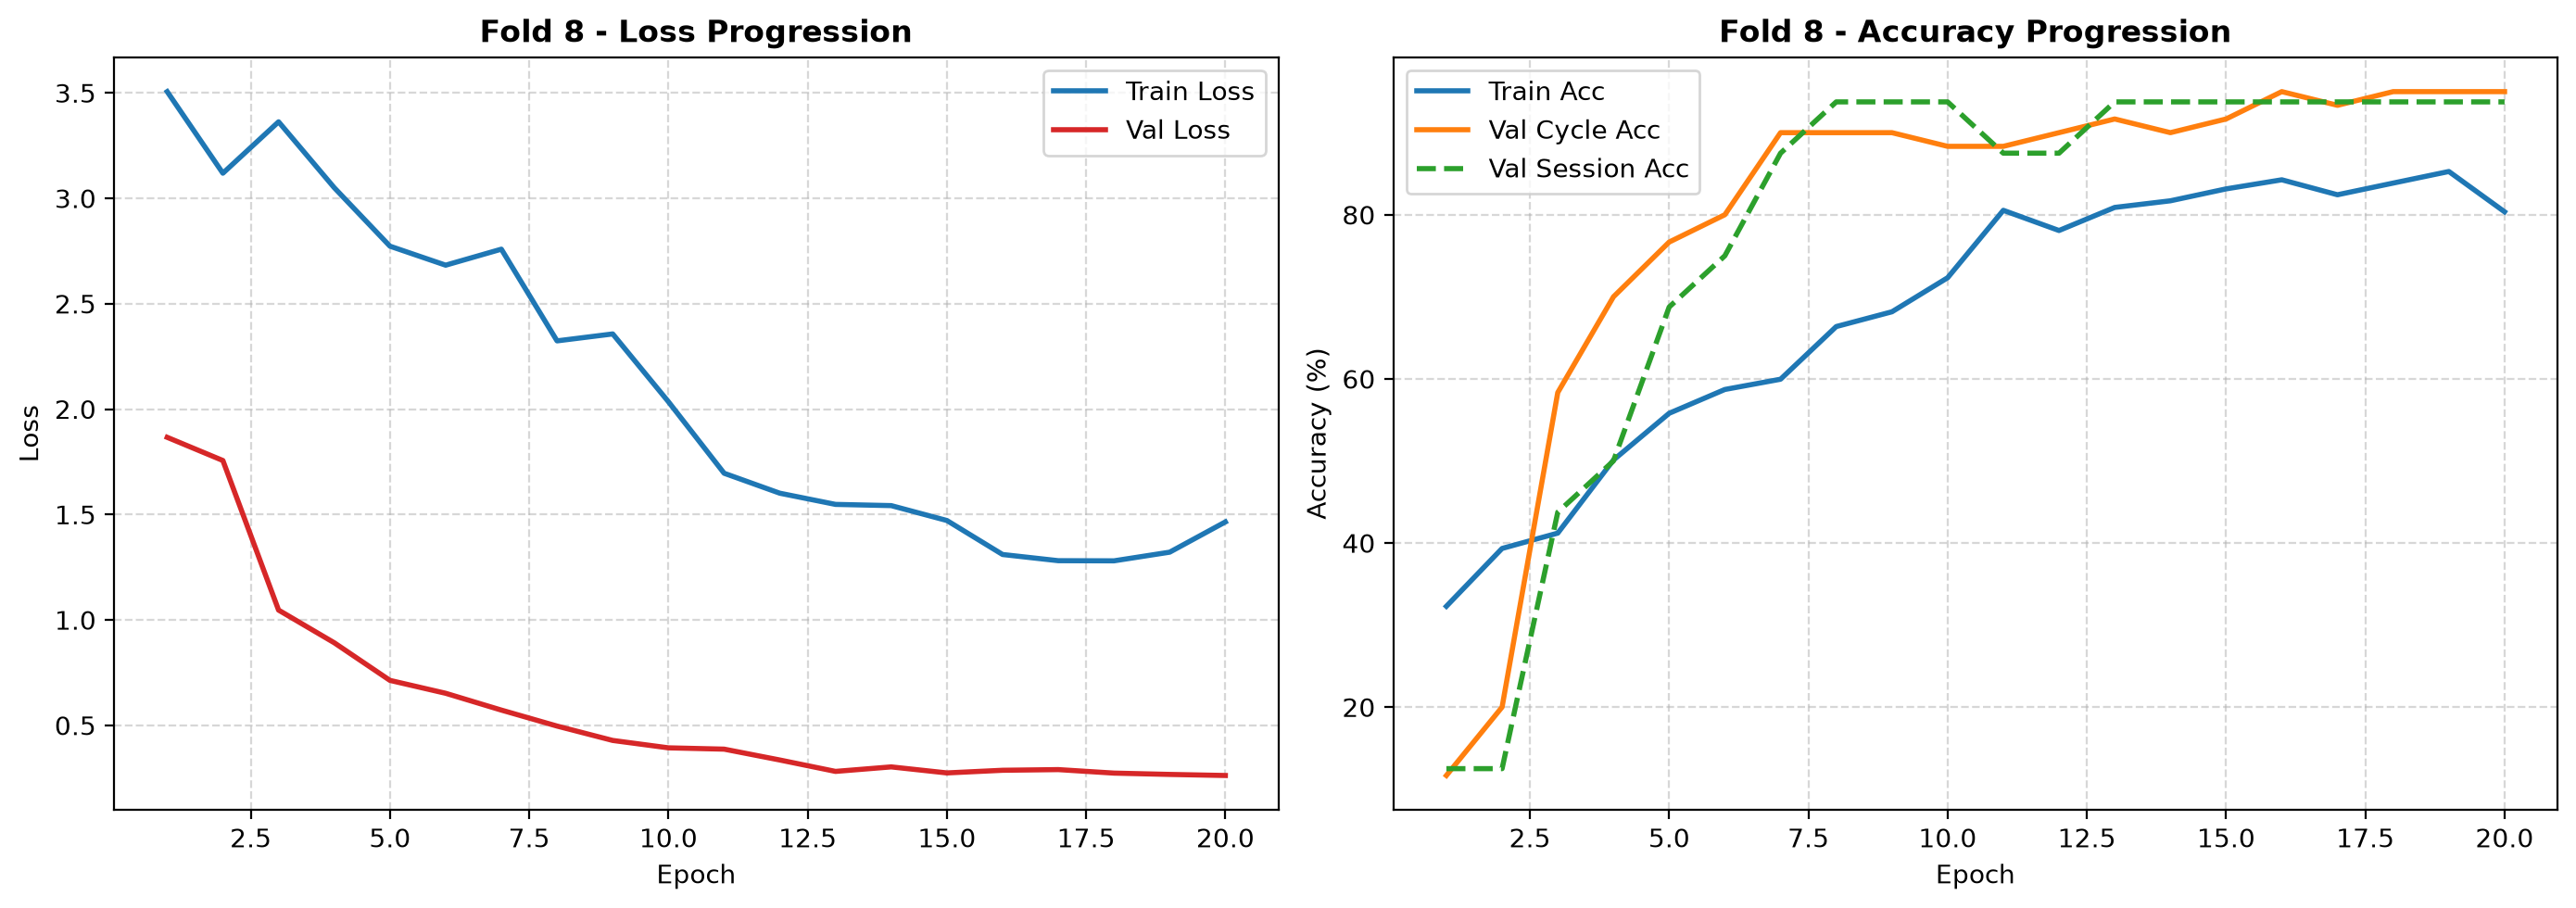 Fold 8 - Loss Progression
Loss
3.5
3.0
2.5
2.0
1.5
1.0
0.5
Train Loss
Val Loss
2.5 5.0 7.5 10.0 12.5 15.0 17.5 20.0
Epoch
Fold 8 - Accuracy Progression
Accuracy (%)
80
60
40
20
Train Acc
Val Cycle Acc
Val Session Acc
2.5 5.0 7.5 10.0 12.5 15.0 17.5 20.0
Epoch